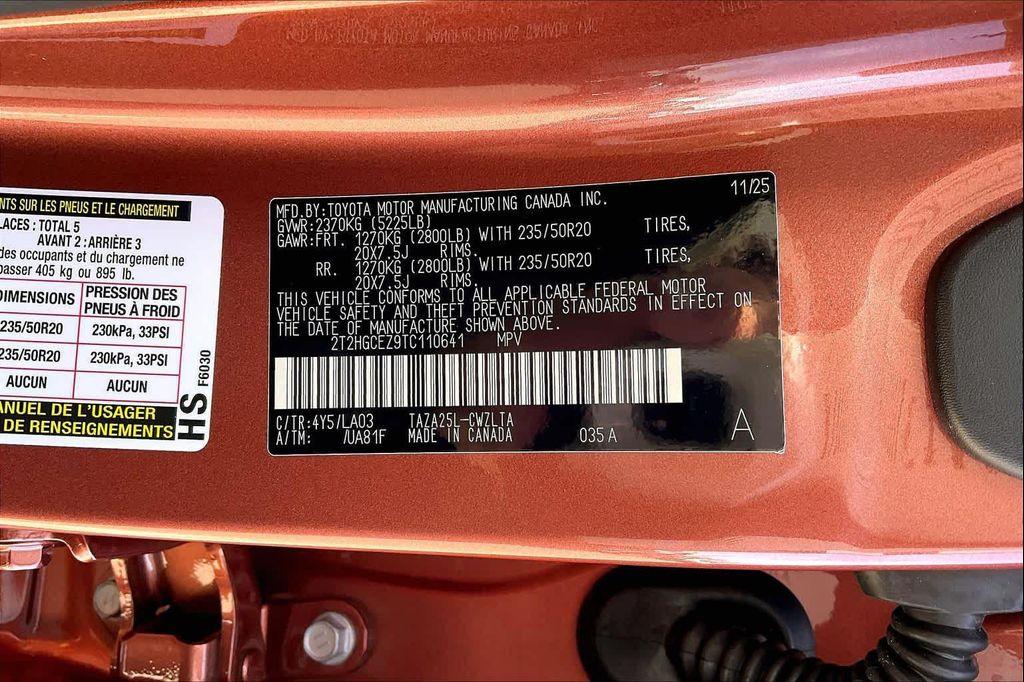 NTS SUR LES PNEUS ET LE CHARGEMENT
LACES : TOTAL 5
AVANT 2 : ARRIÈRE 3
des occupants et du chargement ne
passer 405 kg ou 895 lb.
DIMENSIONS PRESSION DES PNEUS À FROID
235/50R20 230kPa, 33PSI
235/50R20 230kPa, 33PSI
AUCUN AUCUN
ANUEL DE L'USAGER
DE RENSEIGNEMENTS
HS
F6030
11/25
MFD.BY:TOYOTA MOTOR MANUFACTURING CANADA INC.
GVWR:2370KG (5225LB)
GAWR:FRT. 1270KG (2800LB) WITH 235/50R20 TIRES,
20X7.5J RIMS.
RR. 1270KG (2800LB) WITH 235/50R20 TIRES,
20X7.5J RIMS.
THIS VEHICLE CONFORMS TO ALL APPLICABLE FEDERAL MOTOR
VEHICLE SAFETY AND THEFT PREVENTION STANDARDS IN EFFECT ON
THE DATE OF MANUFACTURE SHOWN ABOVE.
2T2HGCEZ9TC110641 MPV
C/TR:4Y5/LA03 TAZA25L-CWZLTA
A/TM: /UA81F MADE IN CANADA 035A A